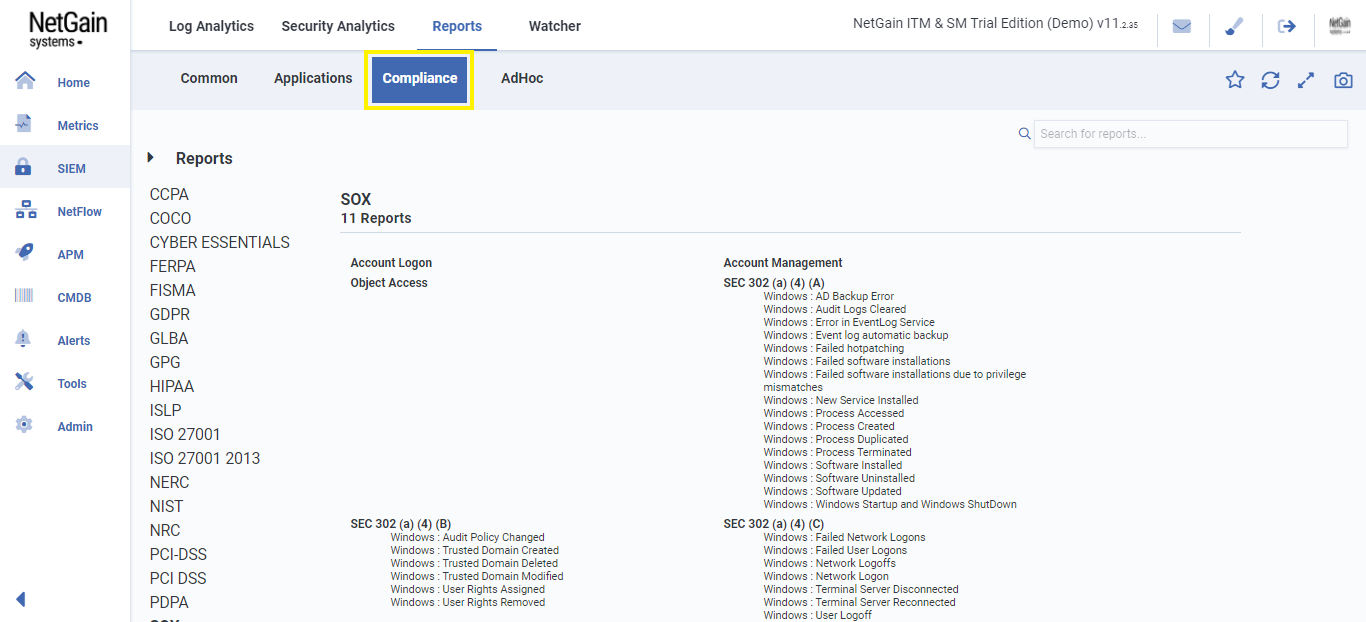 NetGain
systems
Log Analytics
Security Analytics
Reports
Watcher
NetGain ITM & SM Trial Edition (Demo) v11.2.35
NetGain
Home
Metrics
SIEM
NetFlow
APM
CMDB
Alerts
Tools
Admin
Common
Applications
Compliance
AdHoc
Search for reports...
Reports
CCPA
COCO
CYBER ESSENTIALS
FERPA
FISMA
GDPR
GLBA
GPG
HIPAA
ISLP
ISO 27001
ISO 27001 2013
NERC
NIST
NRC
PCI-DSS
PCI DSS
PDPA
SOX
SOX
11 Reports
Account Logon
Object Access
Account Management
SEC 302 (a) (4) (A)
Windows : AD Backup Error
Windows : Audit Logs Cleared
Windows : Error in EventLog Service
Windows : Event log automatic backup
Windows : Failed hotpatching
Windows : Failed software installations
Windows : Failed software installations due to privilege
mismatches
Windows : New Service Installed
Windows : Process Accessed
Windows : Process Created
Windows : Process Duplicated
Windows : Process Terminated
Windows : Software Installed
Windows : Software Uninstalled
Windows : Software Updated
Windows : Windows Startup and Windows ShutDown
SEC 302 (a) (4) (B)
Windows : Audit Policy Changed
Windows : Trusted Domain Created
Windows : Trusted Domain Deleted
Windows : Trusted Domain Modified
Windows : User Rights Assigned
Windows : User Rights Removed
SEC 302 (a) (4) (C)
Windows : Failed Network Logons
Windows : Failed User Logons
Windows : Network Logoffs
Windows : Network Logon
Windows : Terminal Server Disconnected
Windows : Terminal Server Reconnected
Windows : User Logoff